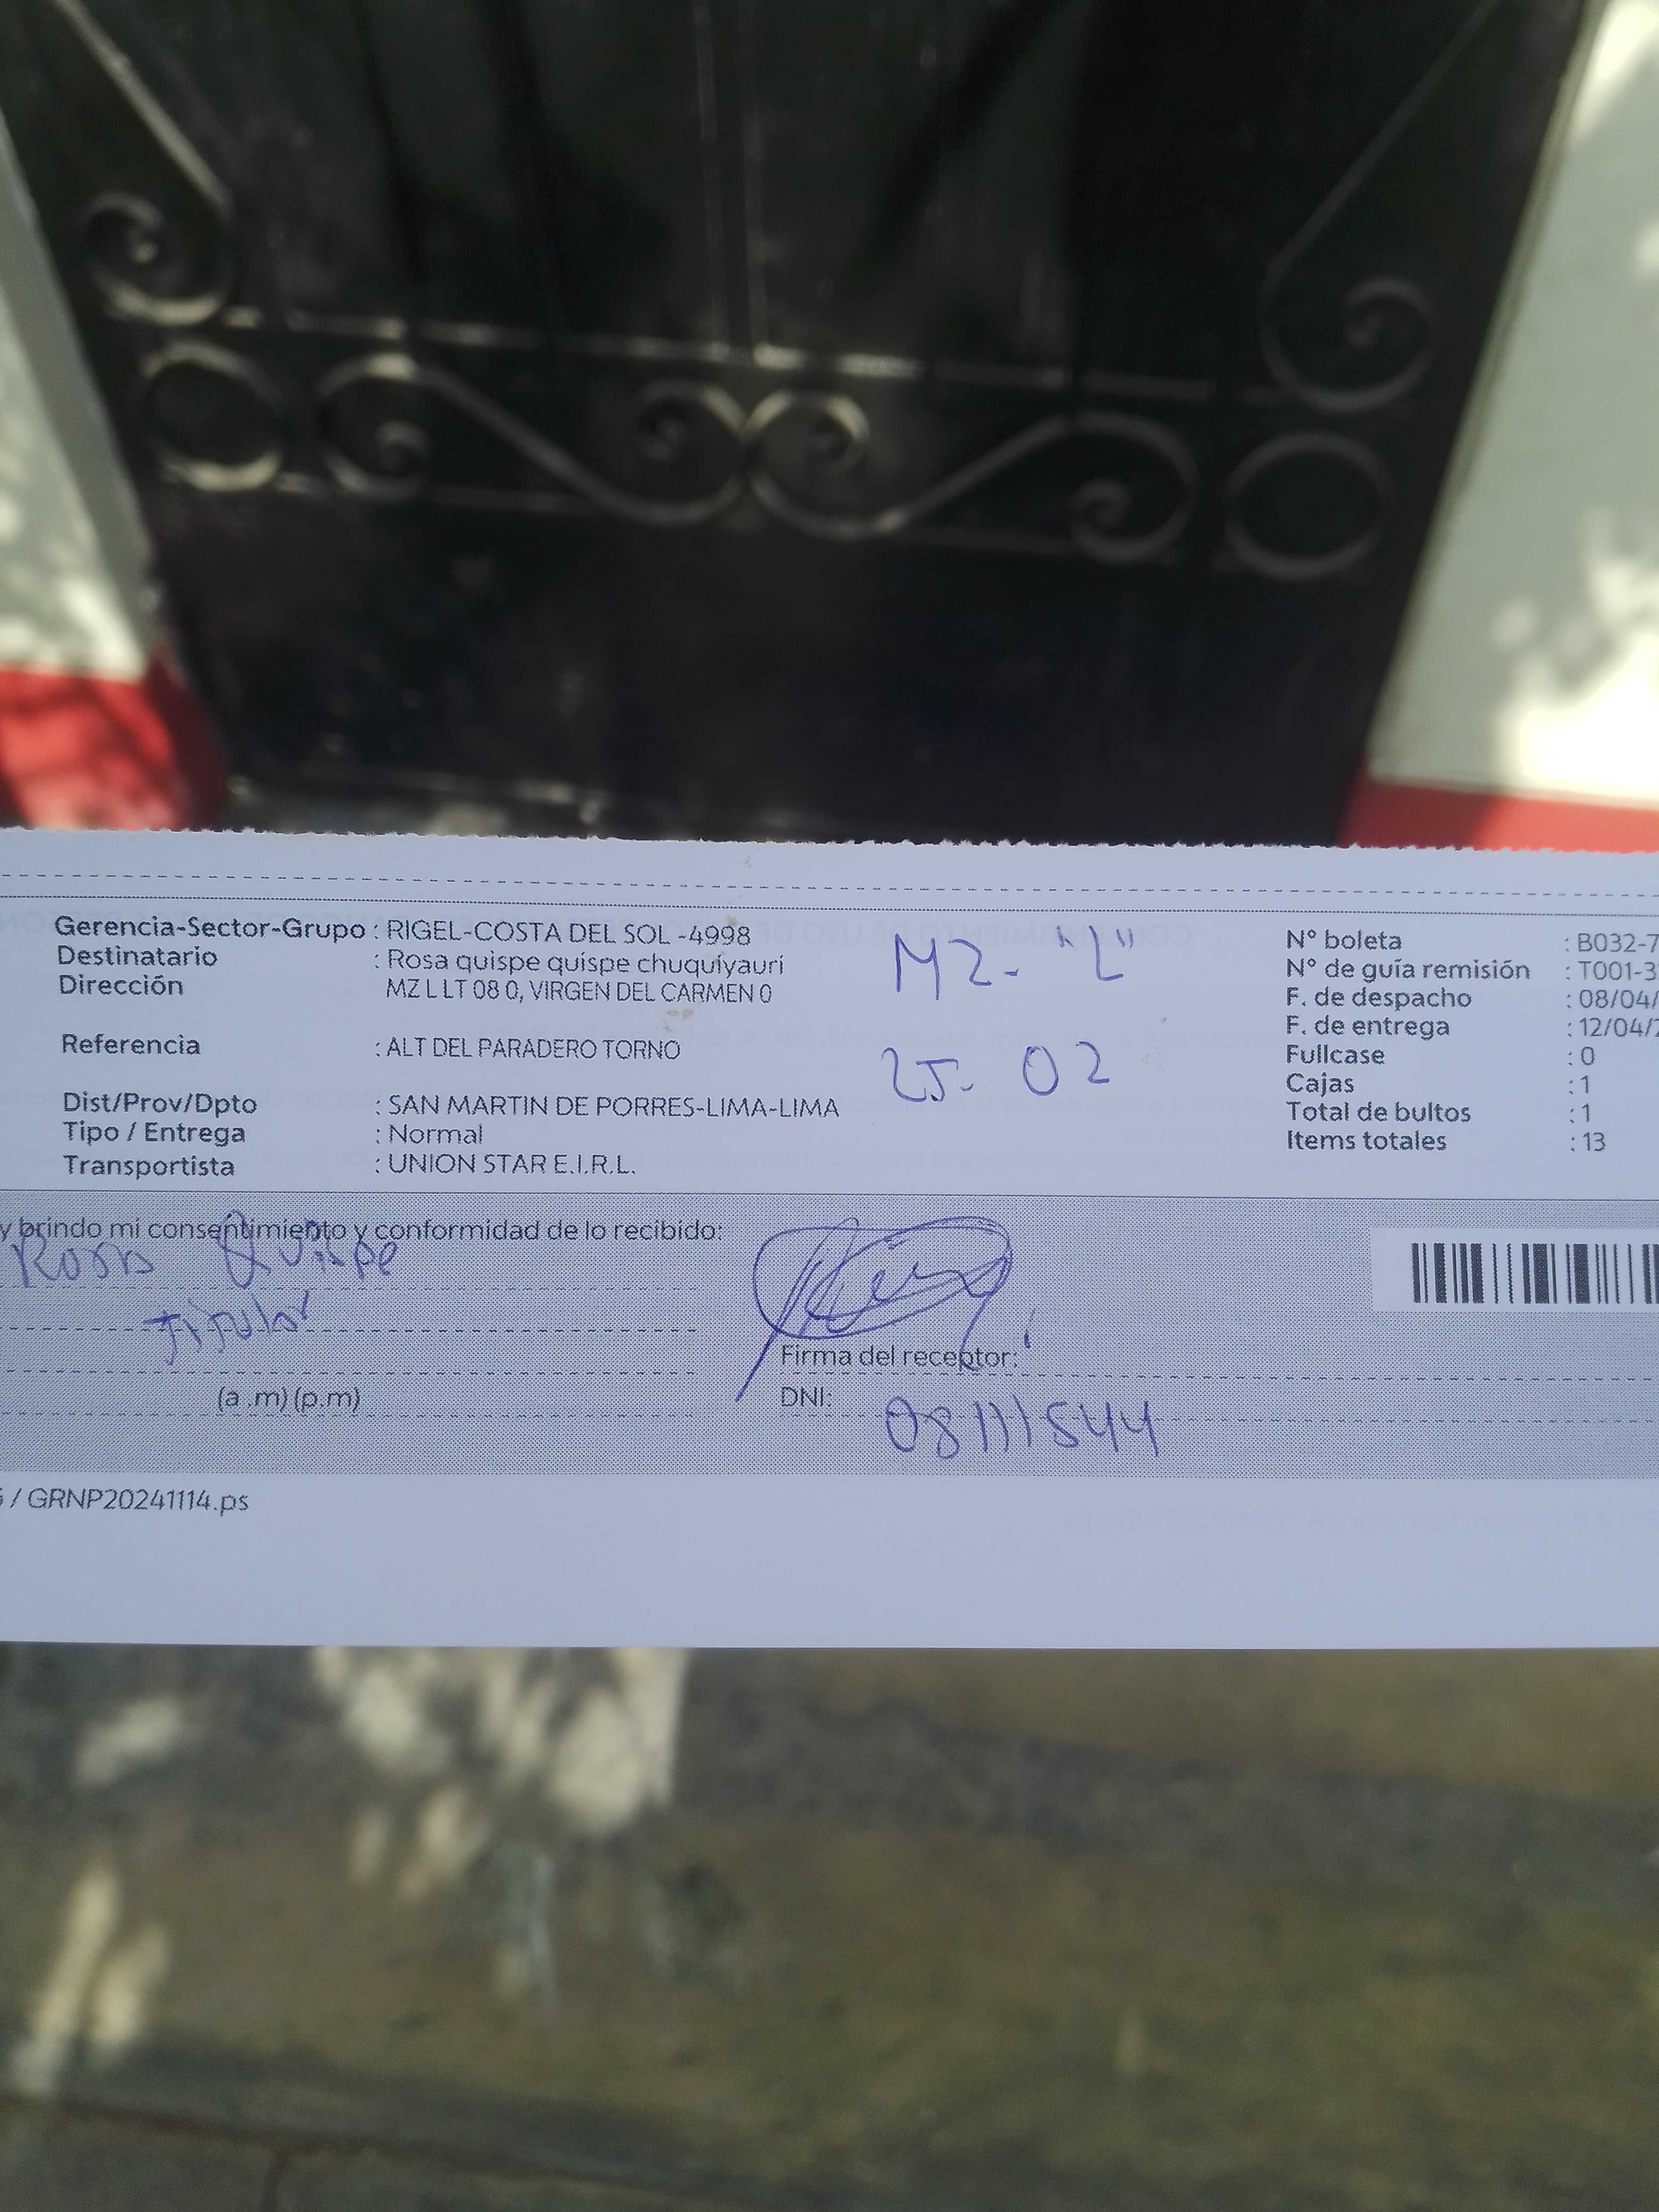 Gerencia-Sector-Grupo : RIGEL-COSTA DEL SOL -4998
Destinatario : Rosa quispe quispe chuquiyauri
Dirección MZ L LT 08 0, VIRGEN DEL CARMEN 0
Referencia : ALT DEL PARADERO TORNO
Dist/Prov/Dpto : SAN MARTIN DE PORRES-LIMA-LIMA
Tipo / Entrega : Normal
Transportista : UNION STAR E.I.R.L.
MZ- "L"
25- 02
N° boleta : B032-7
N° de guía remisión : T001-3
F. de despacho : 08/04/
F. de entrega : 12/04/2
Fullcase : 0
Cajas : 1
Total de bultos : 1
Items totales : 13
y brindo mi consentimiento y conformidad de lo recibido:
Rosa Quispe
Titular
(a .m) (p.m)
Firma del receptor:
DNI: 08111544
/ GRNP20241114.ps